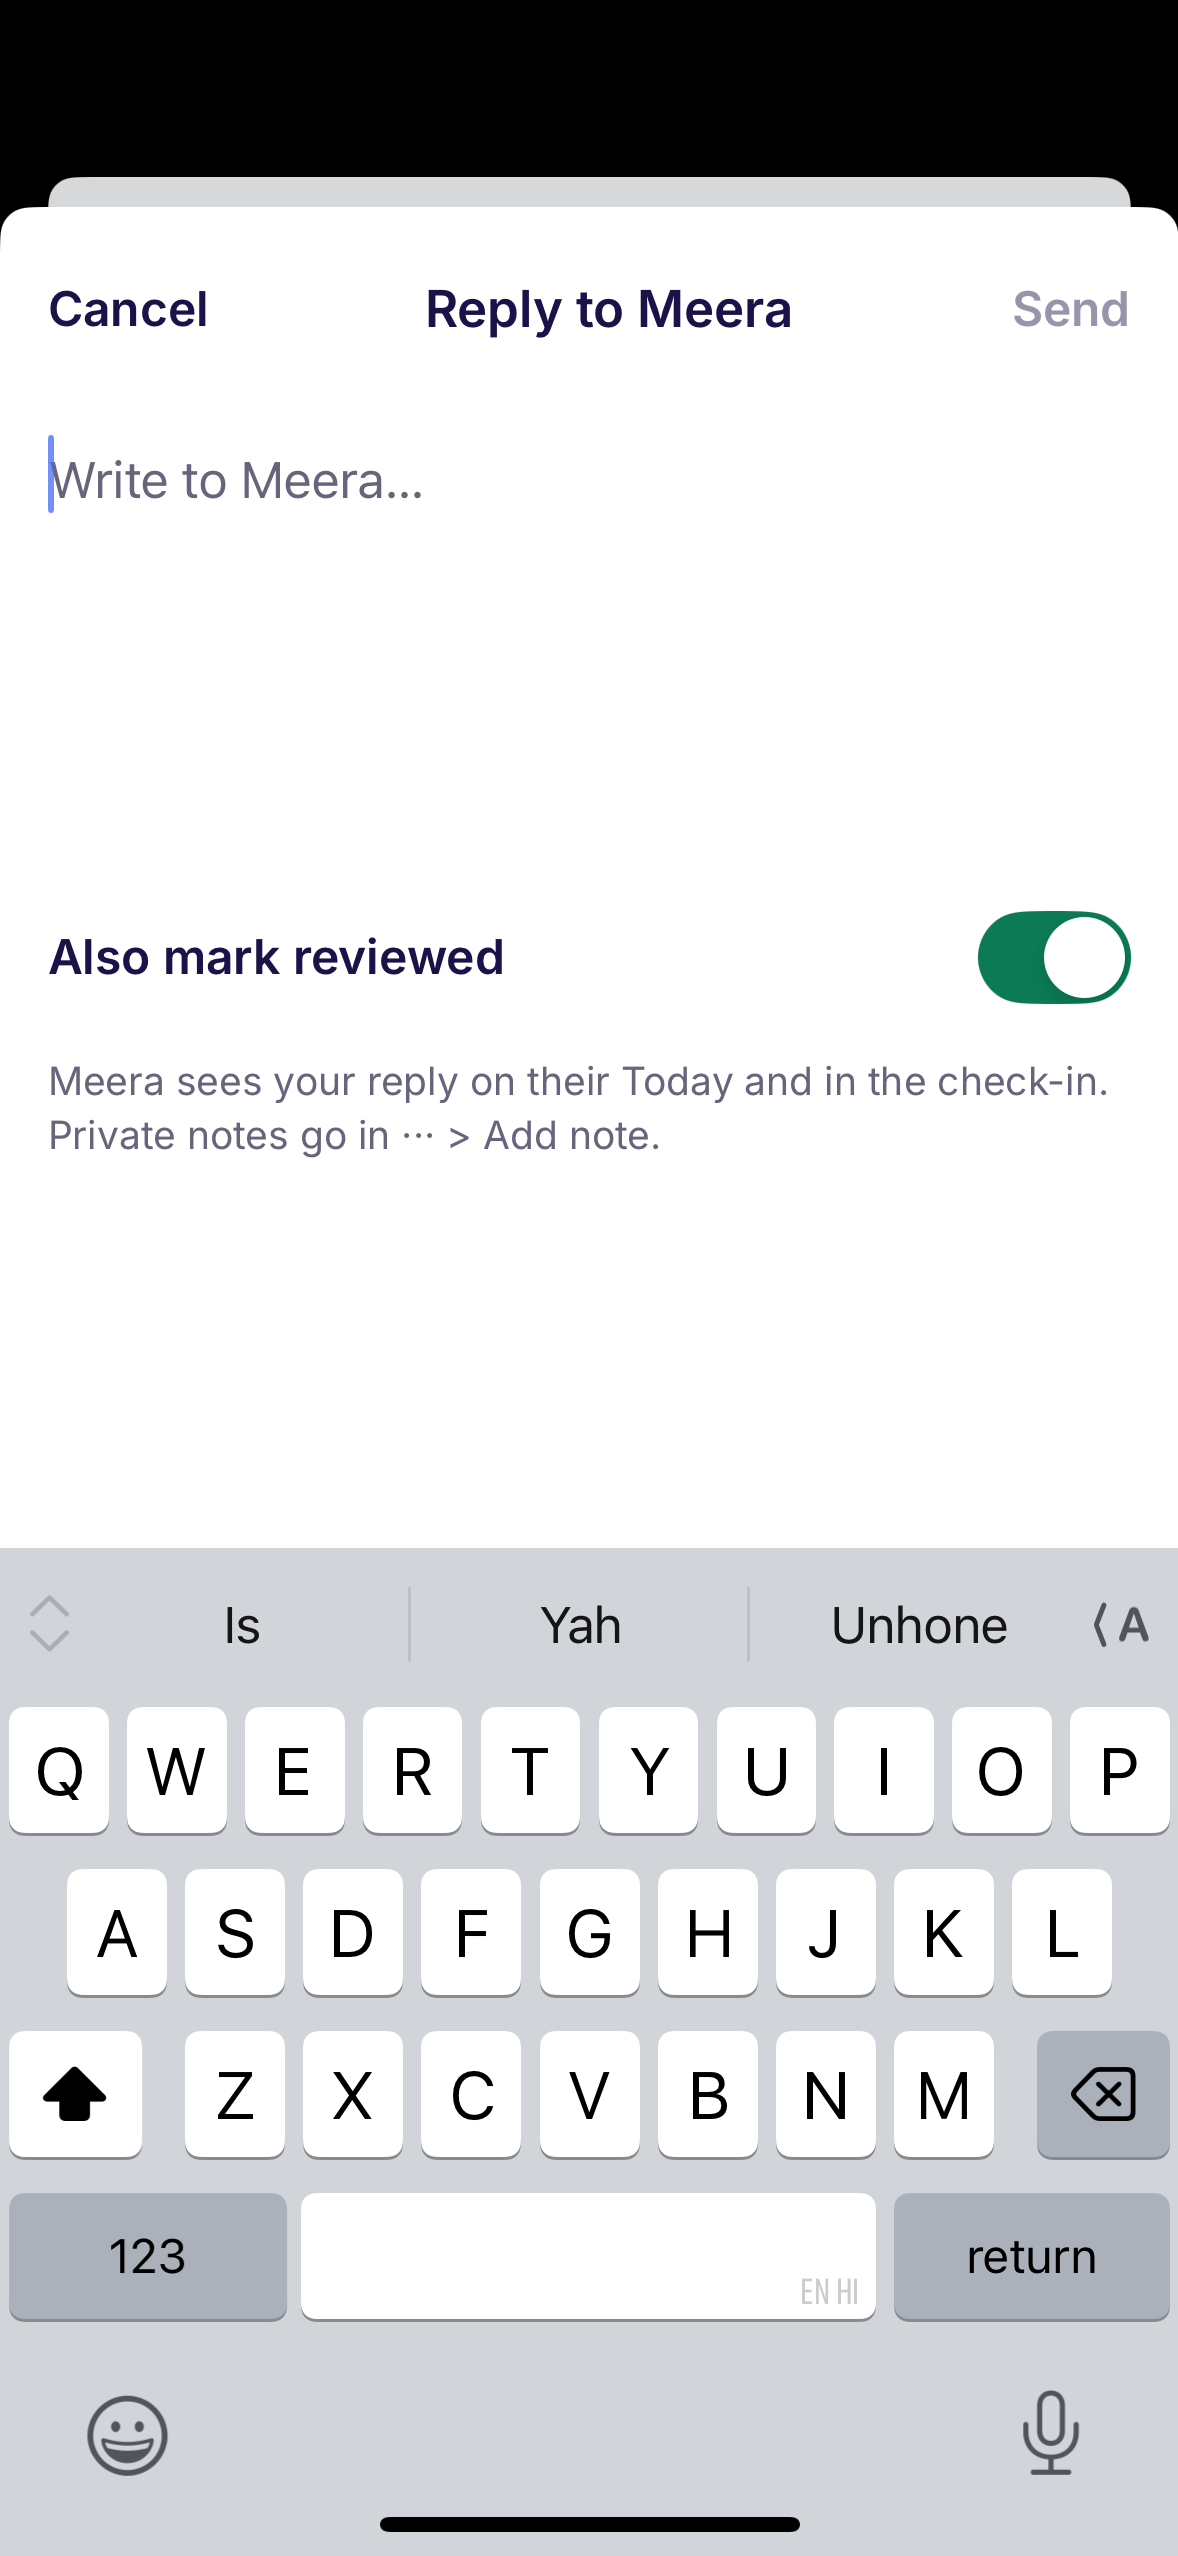 Cancel
Reply to Meera
Send
Write to Meera...
Also mark reviewed
Meera sees your reply on their Today and in the check-in.
Private notes go in ··· > Add note.
Is
Yah
Unhone
⟨A
Q W E R T Y U I O P
A S D F G H J K L
Z X C V B N M
123
EN HI
return